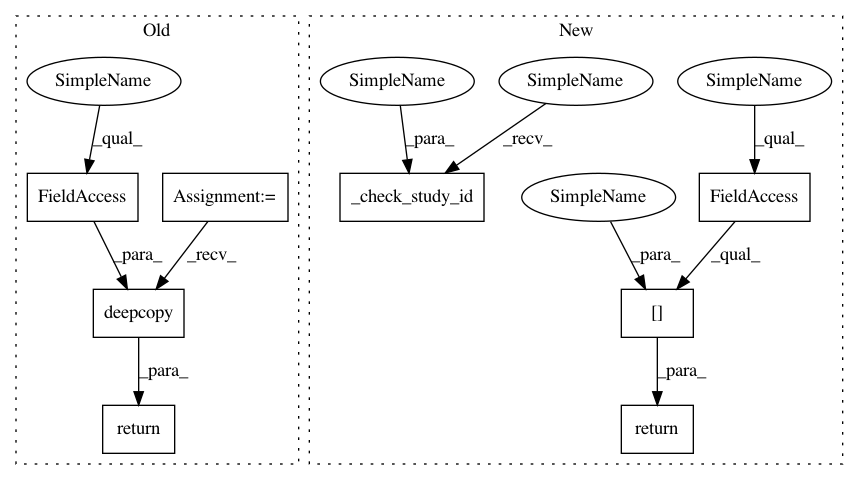 Old
New
SimpleName
SimpleName
SimpleName
SimpleName
_qual_
_para_
_recv_
_qual_
FieldAccess
Assignment:=
_check_study_id
SimpleName
FieldAccess
_para_
_recv_
_para_
_qual_
deepcopy
[]
_para_
_para_
return
return